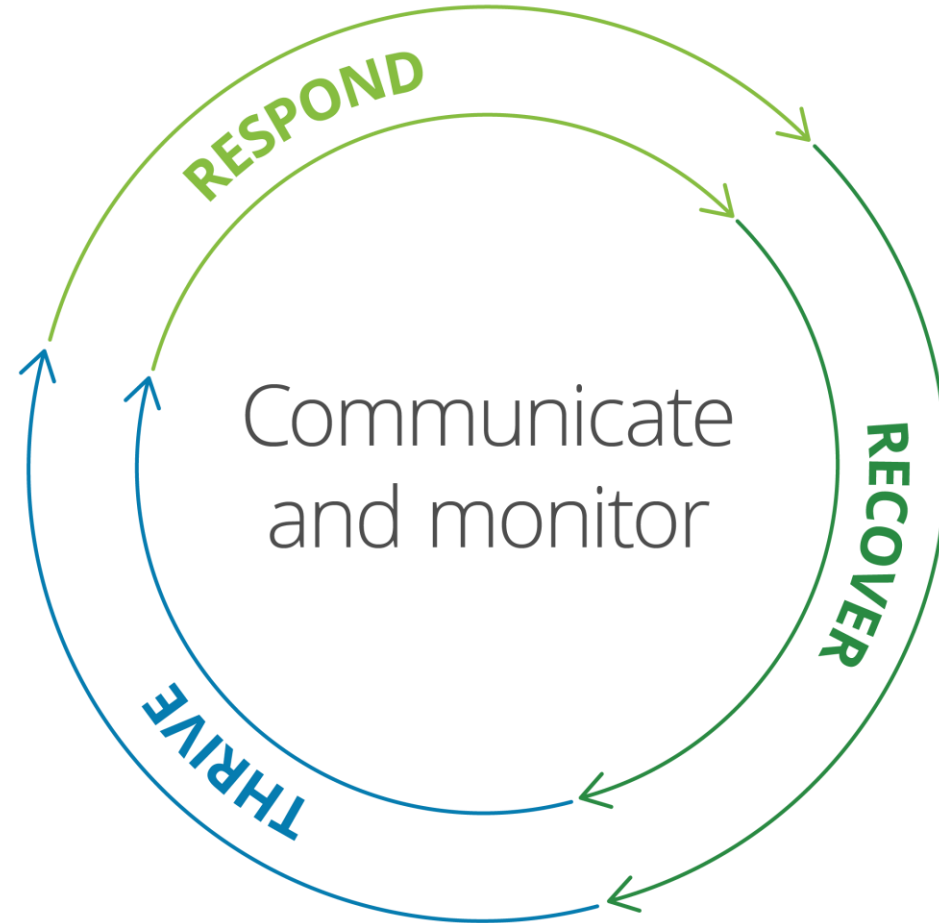 RESPOND
RECOVER
THRIVE
Communicate
and monitor